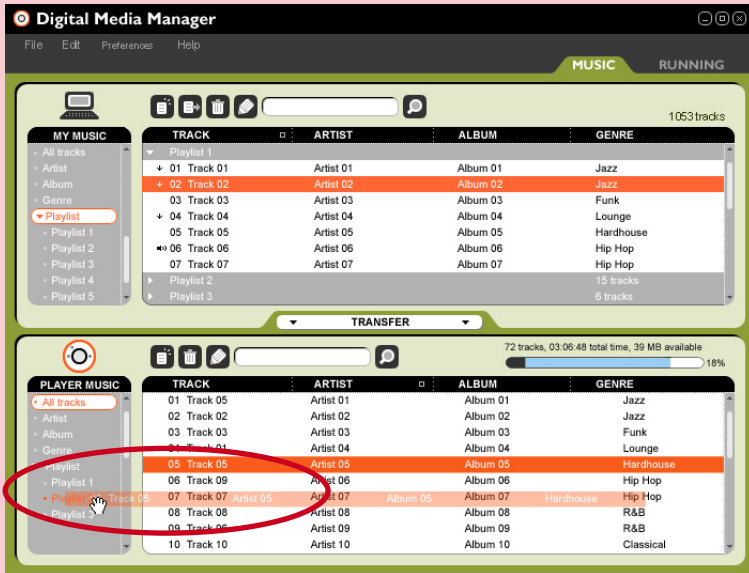 Digital Media Manager
File Edit Preferences Help
MUSIC RUNNING
1053 tracks
MY MUSIC TRACK ARTIST ALBUM GENRE
All tracks Playlist 1
Artist 01 Track 01 Artist 01 Album 01 Jazz
Album 02 Track 02 Artist 02 Album 02 Jazz
Genre 03 Track 03 Artist 03 Album 03 Funk
Playlist 04 Track 04 Artist 04 Album 04 Lounge
Playlist 1 05 Track 05 Artist 05 Album 05 Hardhouse
Playlist 2 06 Track 06 Artist 06 Album 06 Hip Hop
Playlist 3 07 Track 07 Artist 07 Album 07 Hip Hop
Playlist 4 Playlist 2 15 tracks
Playlist 5 Playlist 3 6 tracks
TRANSFER
72 tracks, 03:06:48 total time, 39 MB available
18%
PLAYER MUSIC TRACK ARTIST ALBUM GENRE
All tracks 01 Track 05 Artist 01 Album 01 Jazz
Artist 02 Track 02 Artist 02 Album 02 Jazz
Album 03 Track 03 Artist 03 Album 03 Funk
Genre 04 Track 01 Artist 04 Album 04 Lounge
Playlist 05 Track 05 Artist 05 Album 05 Hardhouse
Playlist 1 06 Track 09 Artist 06 Album 06 Hip Hop
Playlist 07 Track 07 Artist 07 Album 07 Hip Hop
Track 05 Artist 05 Album 05 Hardhouse
Playlist 3 08 Track 08 Artist 08 Album 08 R&B
09 Track Artist 09 Album 09 R&B
10 Track 10 Artist 10 Album 10 Classical